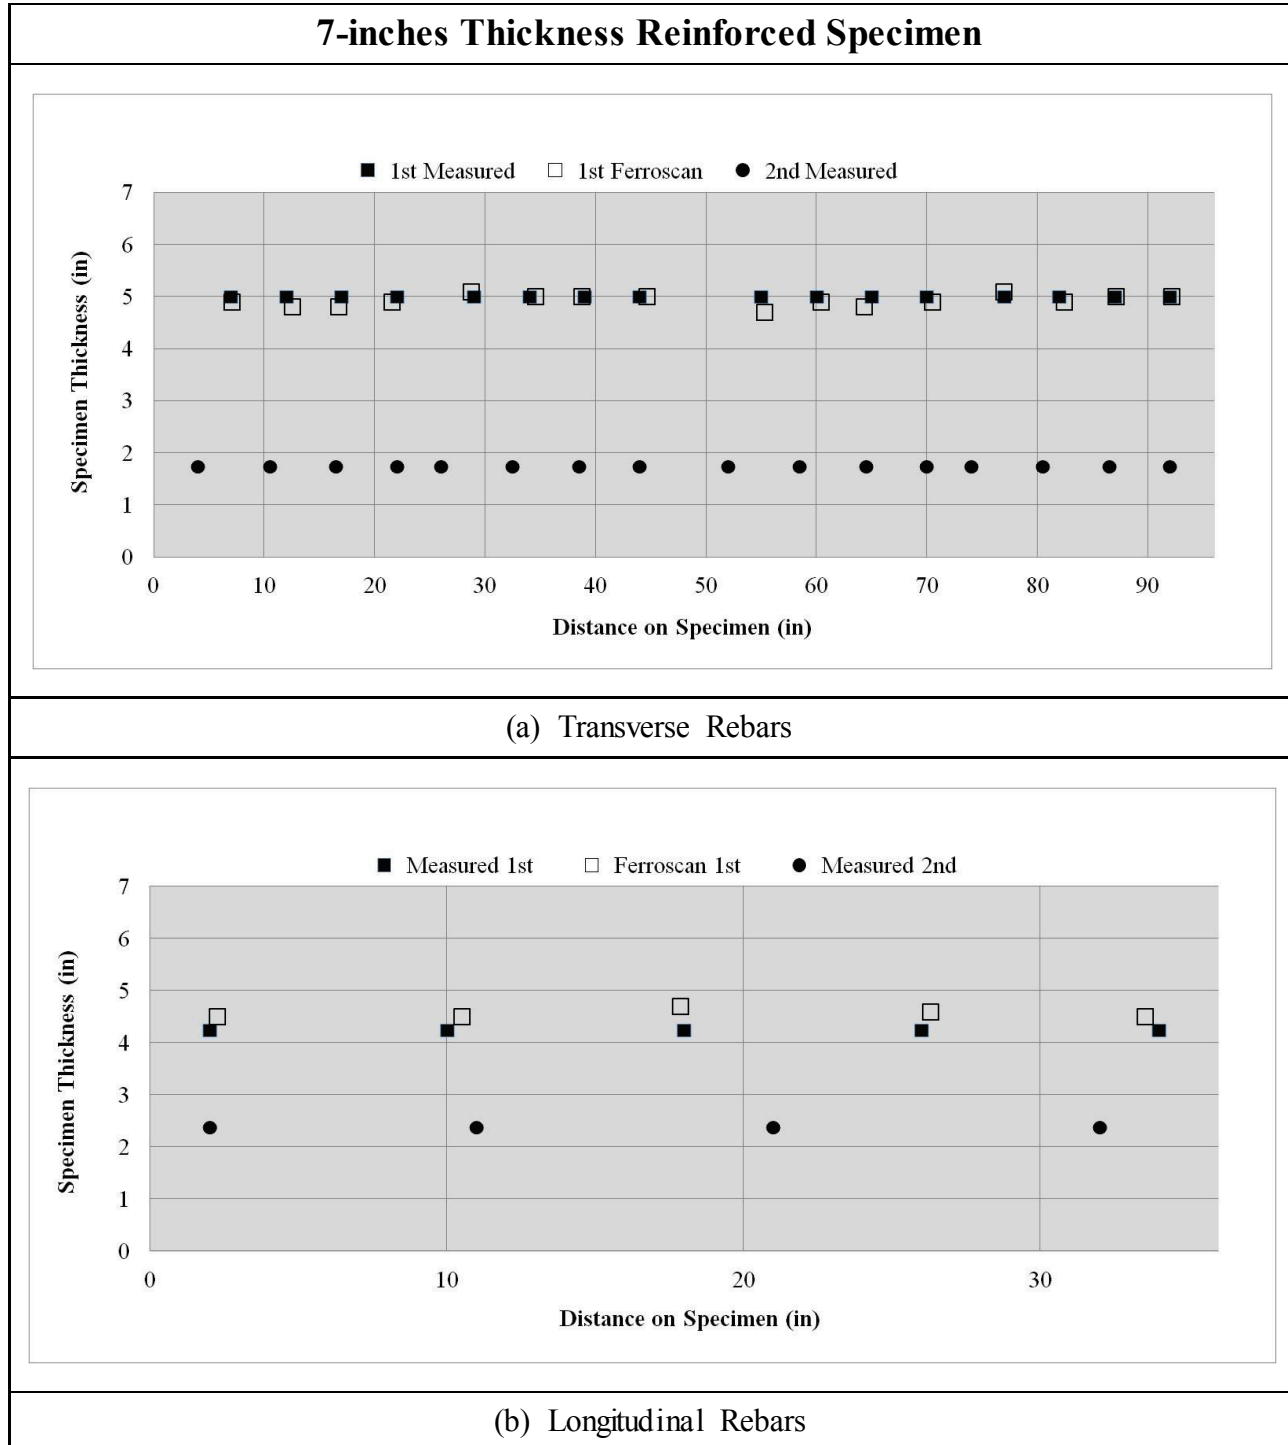 7-inches Thickness Reinforced Specimen
1st Measured 1st Ferroscan 2nd Measured
7
6
5
4
3
2
1
0
Specimen Thickness (in)
0 10 20 30 40 50 60 70 80 90
Distance on Specimen (in)
(a) Transverse Rebars
Measured 1st Ferroscan 1st Measured 2nd
7
6
5
4
3
2
1
0
Specimen Thickness (in)
0 10 20 30
Distance on Specimen (in)
(b) Longitudinal Rebars